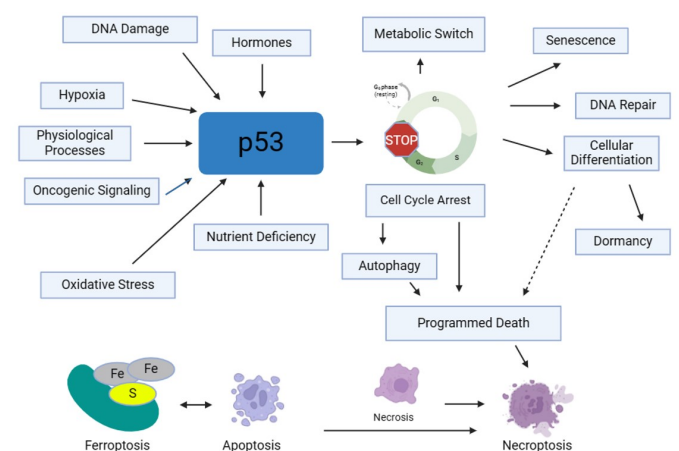 DNA Damage
Hormones
Metabolic Switch
Senescence
Hypoxia
G₀ phase
(resting)
G₁
DNA Repair
Physiological
Processes
p53
STOP
S
G₂
Cellular
Differentiation
Oncogenic Signaling
Cell Cycle Arrest
Nutrient Deficiency
Dormancy
Autophagy
Oxidative Stress
Programmed Death
Fe
Fe
S
Necrosis
Ferroptosis
Apoptosis
Necroptosis